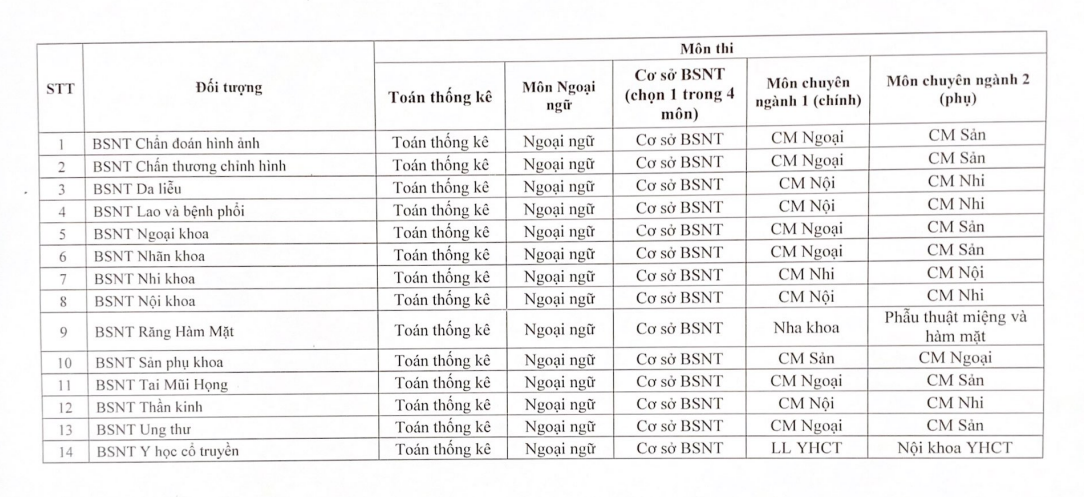 STT Đối tượng Môn thi
Toán thống kê Môn Ngoại ngữ Cơ sở BSNT (chọn 1 trong 4 môn) Môn chuyên ngành 1 (chính) Môn chuyên ngành 2 (phụ)
1 BSNT Chẩn đoán hình ảnh Toán thống kê Ngoại ngữ Cơ sở BSNT CM Ngoại CM Sản
2 BSNT Chấn thương chỉnh hình Toán thống kê Ngoại ngữ Cơ sở BSNT CM Ngoại CM Sản
3 BSNT Da liễu Toán thống kê Ngoại ngữ Cơ sở BSNT CM Nội CM Nhi
4 BSNT Lao và bệnh phổi Toán thống kê Ngoại ngữ Cơ sở BSNT CM Nội CM Nhi
5 BSNT Ngoại khoa Toán thống kê Ngoại ngữ Cơ sở BSNT CM Ngoại CM Sản
6 BSNT Nhãn khoa Toán thống kê Ngoại ngữ Cơ sở BSNT CM Ngoại CM Sản
7 BSNT Nhi khoa Toán thống kê Ngoại ngữ Cơ sở BSNT CM Nhi CM Nội
8 BSNT Nội khoa Toán thống kê Ngoại ngữ Cơ sở BSNT CM Nội CM Nhi
9 BSNT Răng Hàm Mặt Toán thống kê Ngoại ngữ Cơ sở BSNT Nha khoa Phẫu thuật miệng và hàm mặt
10 BSNT Sản phụ khoa Toán thống kê Ngoại ngữ Cơ sở BSNT CM Sản CM Ngoại
11 BSNT Tai Mũi Họng Toán thống kê Ngoại ngữ Cơ sở BSNT CM Ngoại CM Sản
12 BSNT Thần kinh Toán thống kê Ngoại ngữ Cơ sở BSNT CM Nội CM Nhi
13 BSNT Ung thư Toán thống kê Ngoại ngữ Cơ sở BSNT CM Ngoại CM Sản
14 BSNT Y học cổ truyền Toán thống kê Ngoại ngữ Cơ sở BSNT LL YHCT Nội khoa YHCT